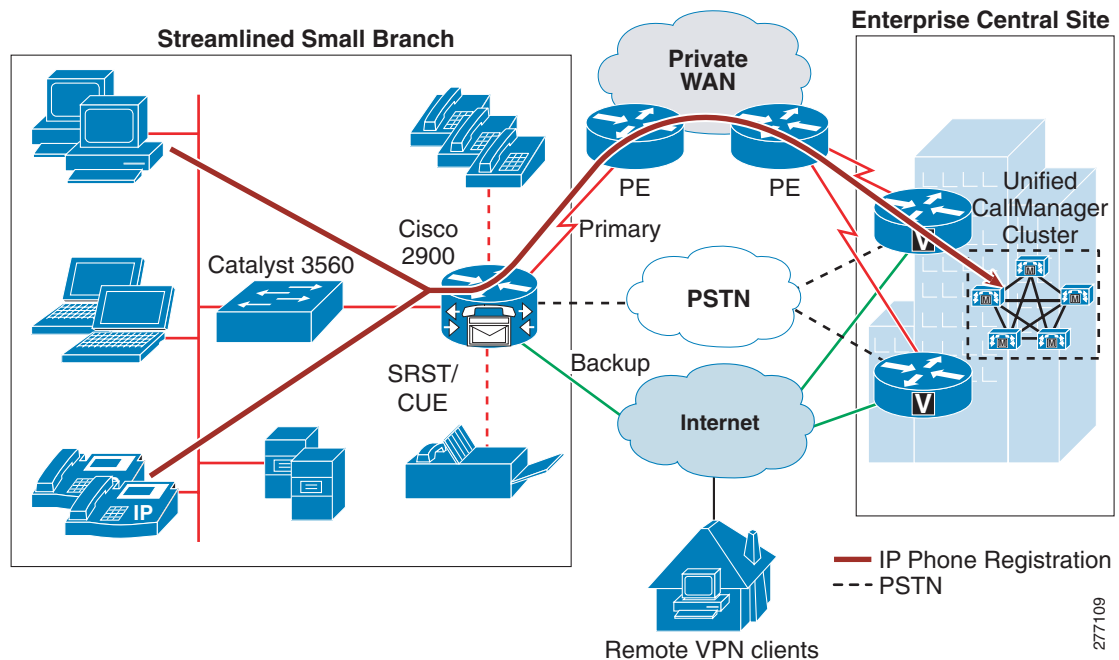 Streamlined Small Branch
Enterprise Central Site
Private
WAN
PE
PE
Unified
CallManager
Cluster
Cisco
2900
Primary
Catalyst 3560
PSTN
V
M
M
M
M
M
SRST/
CUE
Backup
Internet
V
IP
IP Phone Registration
PSTN
Remote VPN clients
277109